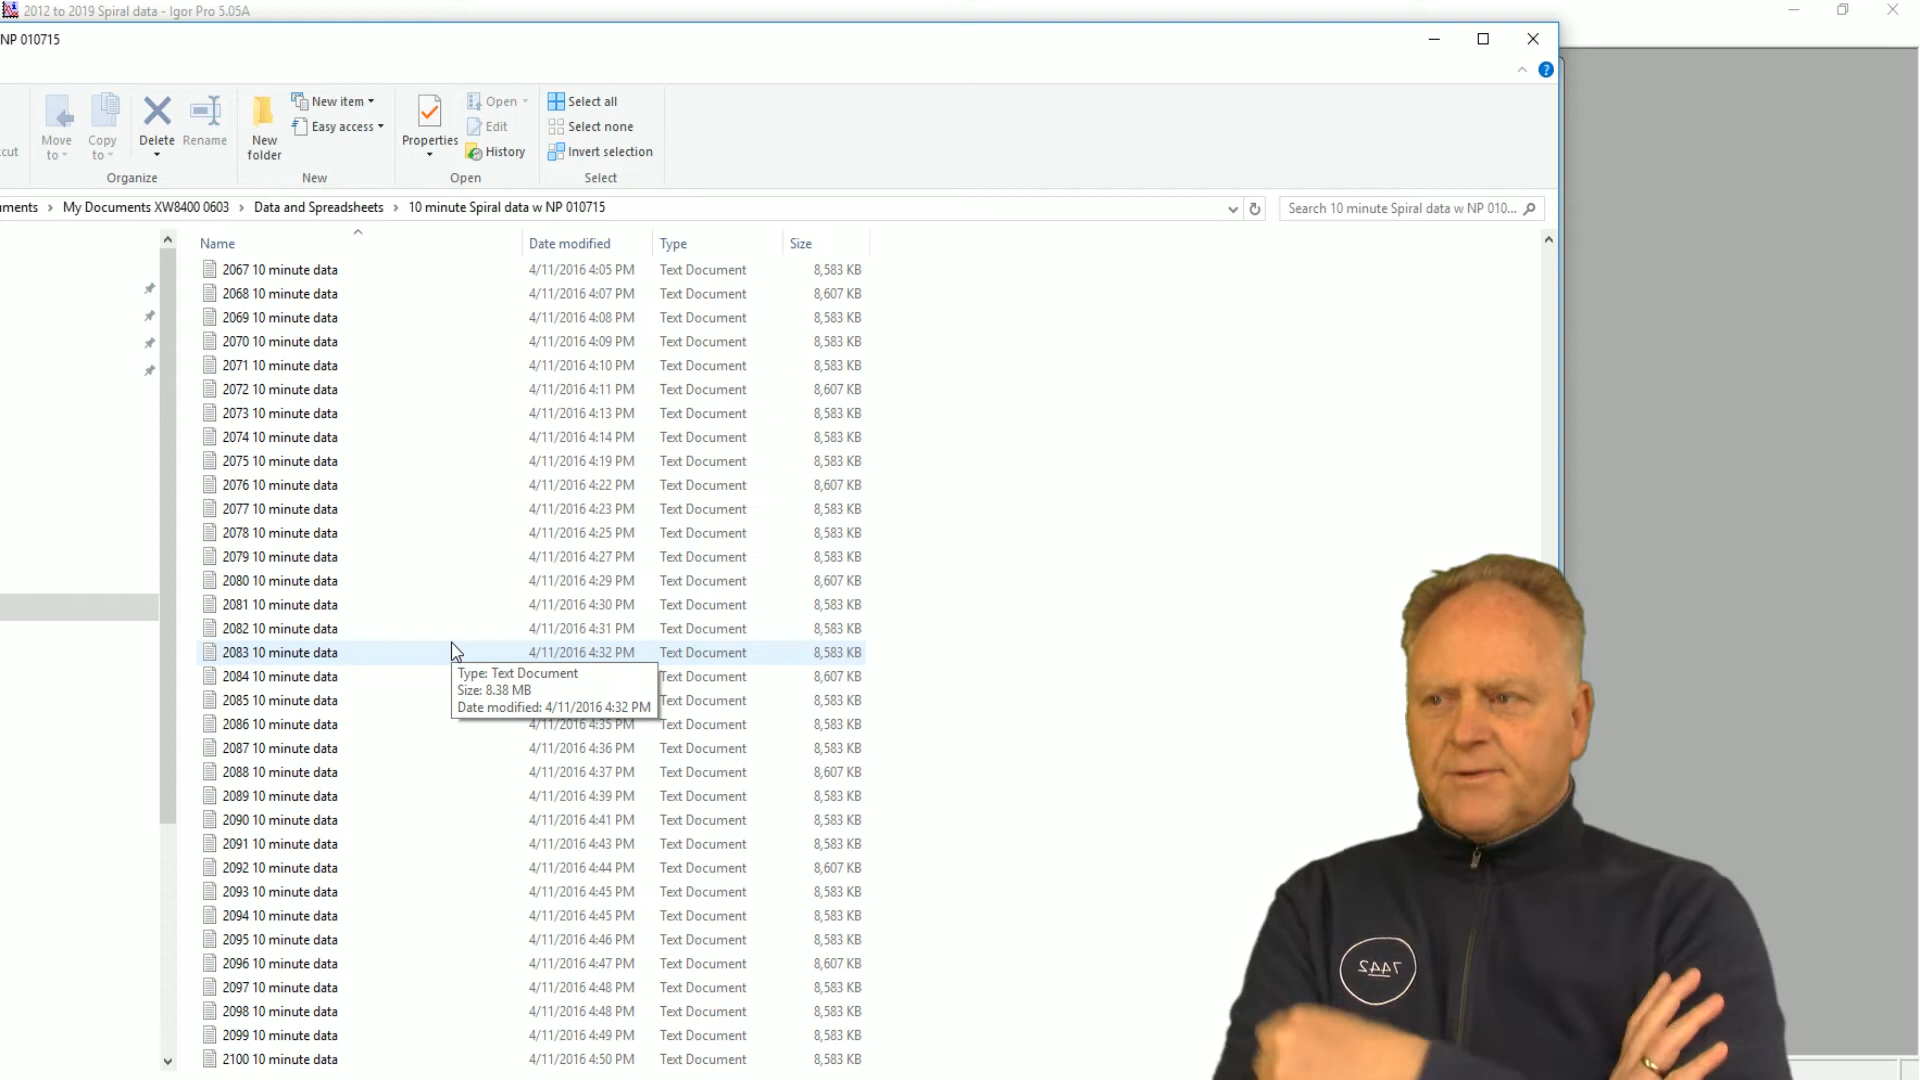 2012 to 2019 Spiral data - Igor Pro 5.05A
NP 010715
cut
Move to
Copy to
Delete
Rename
Organize
New folder
New item
Easy access
New
Properties
Open
Edit
History
Open
Select all
Select none
Invert selection
Select
uments > My Documents XW8400 0603 > Data and Spreadsheets > 10 minute Spiral data w NP 010715
Search 10 minute Spiral data w NP 010...
Name Date modified Type Size
2067 10 minute data 4/11/2016 4:05 PM Text Document 8,583 KB
2068 10 minute data 4/11/2016 4:07 PM Text Document 8,607 KB
2069 10 minute data 4/11/2016 4:08 PM Text Document 8,583 KB
2070 10 minute data 4/11/2016 4:09 PM Text Document 8,583 KB
2071 10 minute data 4/11/2016 4:10 PM Text Document 8,583 KB
2072 10 minute data 4/11/2016 4:11 PM Text Document 8,607 KB
2073 10 minute data 4/11/2016 4:13 PM Text Document 8,583 KB
2074 10 minute data 4/11/2016 4:14 PM Text Document 8,583 KB
2075 10 minute data 4/11/2016 4:19 PM Text Document 8,583 KB
2076 10 minute data 4/11/2016 4:22 PM Text Document 8,607 KB
2077 10 minute data 4/11/2016 4:23 PM Text Document 8,583 KB
2078 10 minute data 4/11/2016 4:25 PM Text Document 8,583 KB
2079 10 minute data 4/11/2016 4:27 PM Text Document 8,583 KB
2080 10 minute data 4/11/2016 4:29 PM Text Document 8,607 KB
2081 10 minute data 4/11/2016 4:30 PM Text Document 8,583 KB
2082 10 minute data 4/11/2016 4:31 PM Text Document 8,583 KB
2083 10 minute data 4/11/2016 4:32 PM Text Document 8,583 KB
Type: Text Document
Size: 8.38 MB
Date modified: 4/11/2016 4:32 PM
2084 10 minute data Text Document 8,607 KB
2085 10 minute data Text Document 8,583 KB
2086 10 minute data 4/11/2016 4:35 PM Text Document 8,583 KB
2087 10 minute data 4/11/2016 4:36 PM Text Document 8,583 KB
2088 10 minute data 4/11/2016 4:37 PM Text Document 8,607 KB
2089 10 minute data 4/11/2016 4:39 PM Text Document 8,583 KB
2090 10 minute data 4/11/2016 4:41 PM Text Document 8,583 KB
2091 10 minute data 4/11/2016 4:43 PM Text Document 8,583 KB
2092 10 minute data 4/11/2016 4:44 PM Text Document 8,607 KB
2093 10 minute data 4/11/2016 4:45 PM Text Document 8,583 KB
2094 10 minute data 4/11/2016 4:45 PM Text Document 8,583 KB
2095 10 minute data 4/11/2016 4:46 PM Text Document 8,583 KB
2096 10 minute data 4/11/2016 4:47 PM Text Document 8,607 KB
2097 10 minute data 4/11/2016 4:48 PM Text Document 8,583 KB
2098 10 minute data 4/11/2016 4:48 PM Text Document 8,583 KB
2099 10 minute data 4/11/2016 4:49 PM Text Document 8,583 KB
2100 10 minute data 4/11/2016 4:50 PM Text Document 8,583 KB